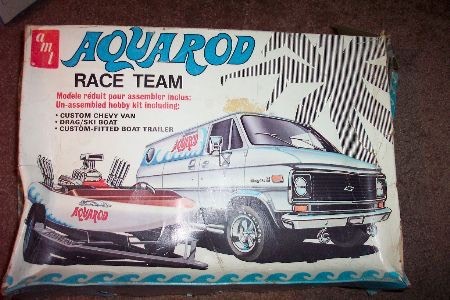 amt
AQUAROD
RACE TEAM
Modèle réduit pour assembler inclus:
Un-assembled hobby kit including:
• CUSTOM CHEVY VAN
• DRAG/SKI BOAT
• CUSTOM-FITTED BOAT TRAILER
AQUAROD
AQUAROD